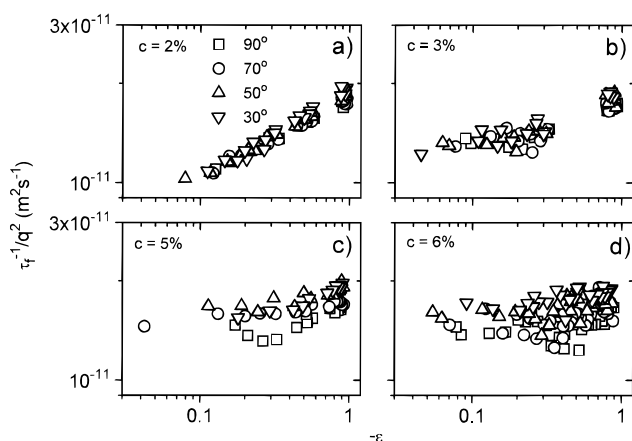 3x10⁻¹¹
c = 2%
90°
70°
50°
30°
a)
c = 3%
b)
10⁻¹¹
τf⁻¹/q² (m²s⁻¹)
3x10⁻¹¹
c = 5%
c)
c = 6%
d)
10⁻¹¹
0.1
1
0.1
1
-ε